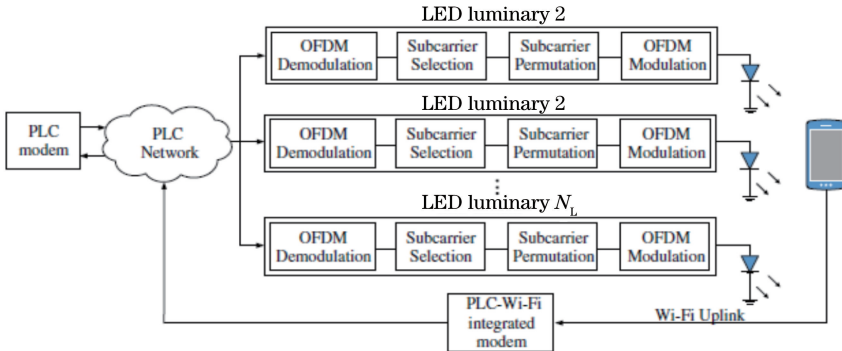 LED luminary 2
OFDM
Demodulation
Subcarrier
Selection
Subcarrier
Permutation
OFDM
Modulation
PLC
modem
PLC
Network
LED luminary 2
OFDM
Demodulation
Subcarrier
Selection
Subcarrier
Permutation
OFDM
Modulation
LED luminary N_L
OFDM
Demodulation
Subcarrier
Selection
Subcarrier
Permutation
OFDM
Modulation
PLC-Wi-Fi
integrated
modem
Wi-Fi Uplink